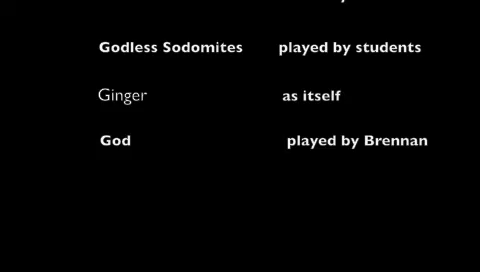 Godless Sodomites played by students
Ginger as itself
God played by Brennan